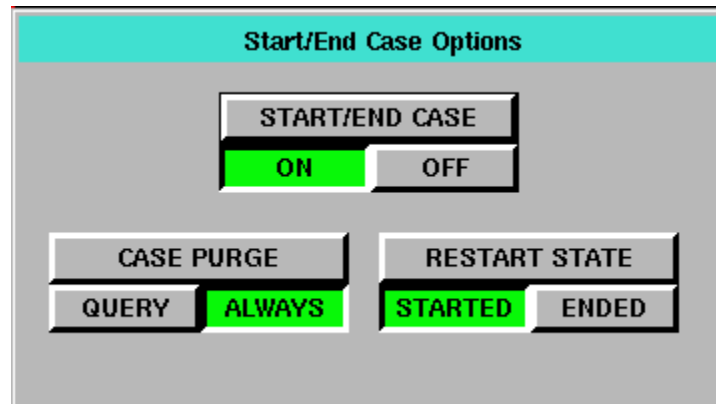 Start/End Case Options
START/END CASE
ON OFF
CASE PURGE RESTART STATE
QUERY ALWAYS STARTED ENDED